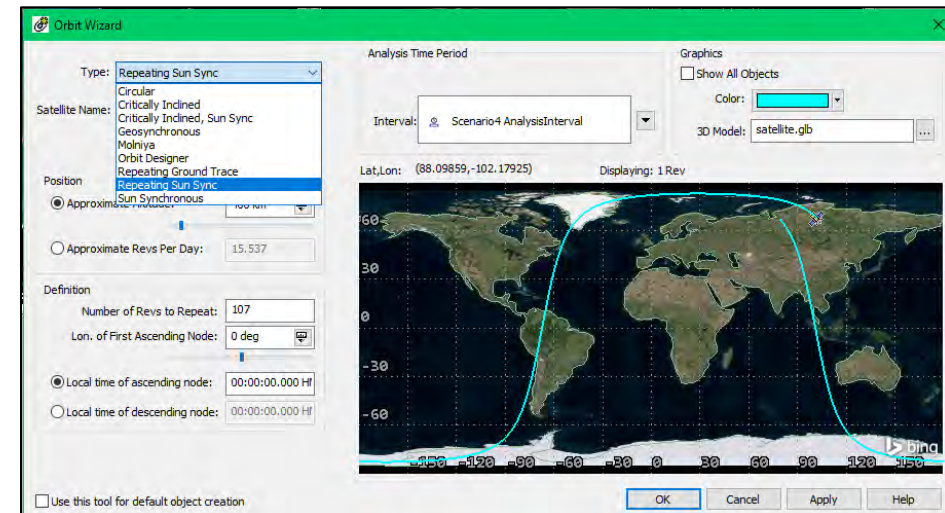 Orbit Wizard
Type: Repeating Sun Sync
Circular
Critically Inclined
Critically Inclined, Sun Sync
Geosynchronous
Molniya
Orbit Designer
Repeating Ground Trace
Repeating Sun Sync
Sun Synchronous
Satellite Name:
Position
Approximate Revs Per Day: 15.537
Definition
Number of Revs to Repeat: 107
Lon. of First Ascending Node: 0 deg
Local time of ascending node: 00:00:00.000 H
Local time of descending node: 00:00:00.000 H
Use this tool for default object creation
Analysis Time Period
Interval: Scenario4 AnalysisInterval
Graphics
Show All Objects
Color:
3D Model: satellite.glb ...
Lat,Lon: (88.09859,-102.17925) Displaying: 1 Rev
60
30
0
-30
-60
-150 -120 -90 -60 -30 0 30 60 90 120 150
bing
OK Cancel Apply Help